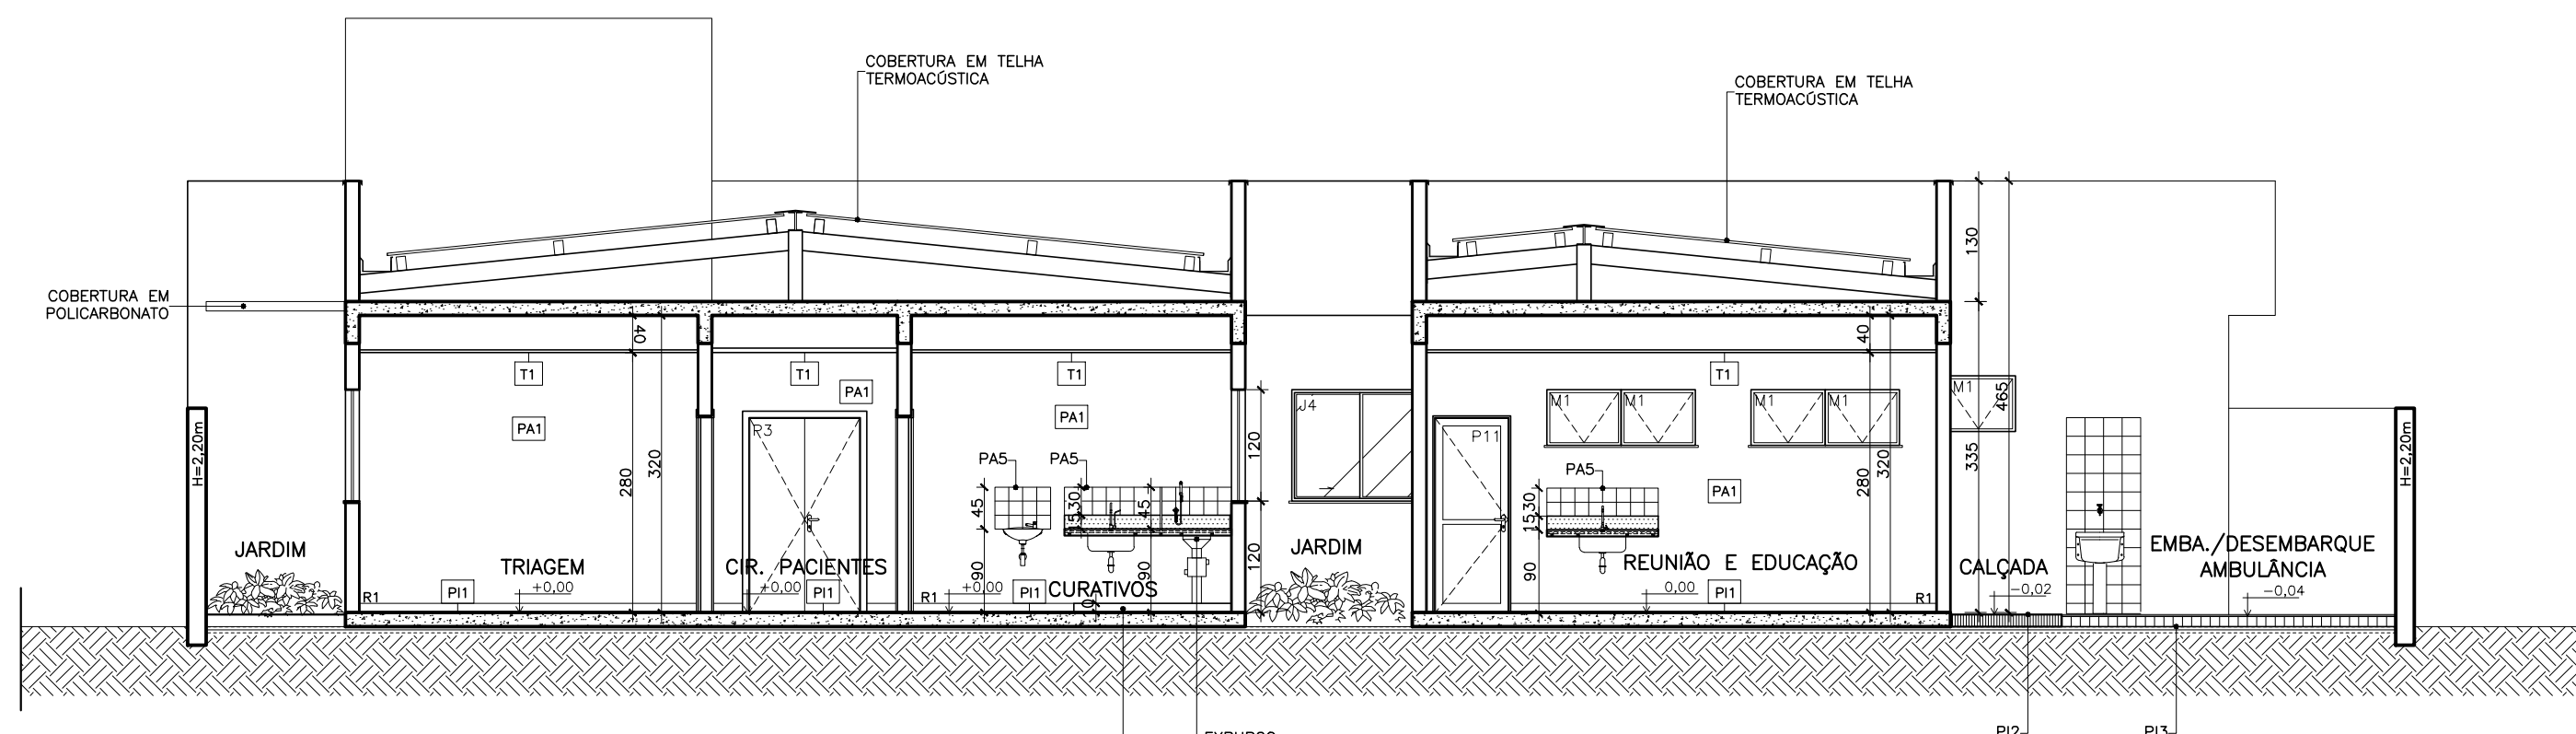 COBERTURA EM TELHA
TERMOACÚSTICA
COBERTURA EM TELHA
TERMOACÚSTICA
COBERTURA EM
POLICARBONATO
130
40
40
T1
T1
T1
T1
PA1
PA1
PA1
PA1
M1
M1
M1
M1
M1
J4
R3
P11
H=2,20m
H=2,20m
280
320
280
320
465
335
120
120
PA5
PA5
PA5
45
30
45
90
90
15
30
90
JARDIM
TRIAGEM
+0,00
CIR. PACIENTES
+0,00
+0,00
CURATIVOS
JARDIM
REUNIÃO E EDUCAÇÃO
0,00
CALÇADA
-0,02
EMBA./DESEMBARQUE
AMBULÂNCIA
-0,04
R1
PI1
PI1
R1
PI1
PI1
R1
PI2
PI3